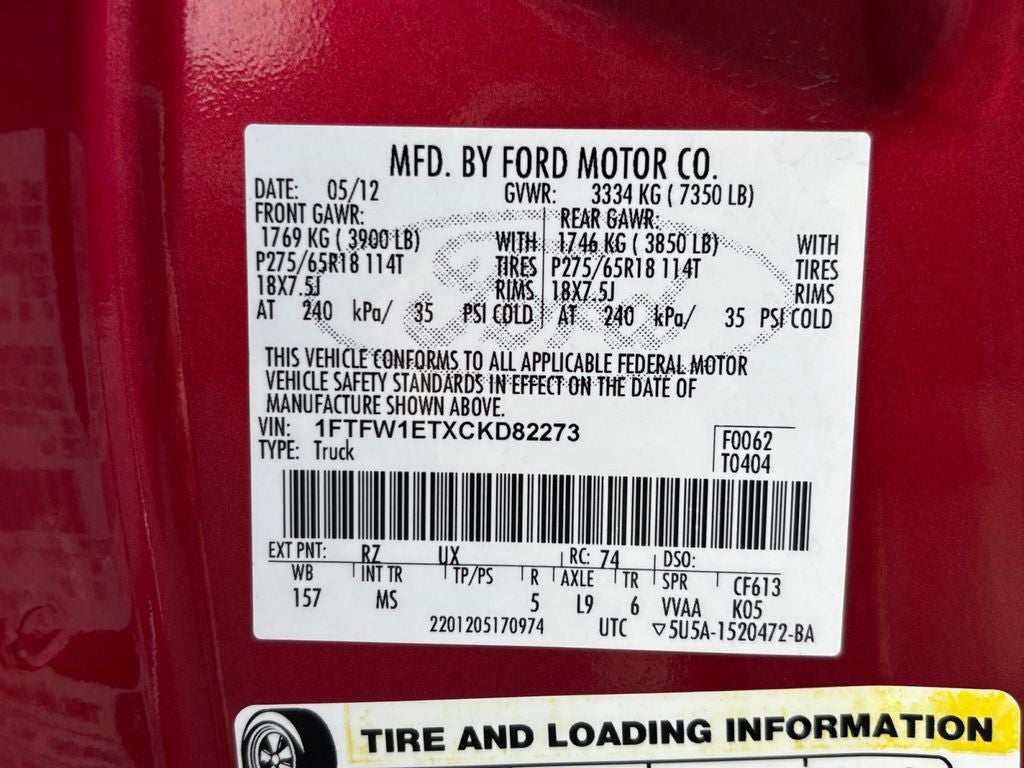 MFD. BY FORD MOTOR CO.
DATE: 05/12 GVWR: 3334 KG ( 7350 LB)
FRONT GAWR: REAR GAWR:
1769 KG ( 3900 LB) WITH 1746 KG ( 3850 LB) WITH
P275/65R18 114T TIRES P275/65R18 114T TIRES
18X7.5J RIMS 18X7.5J RIMS
AT 240 kPa/ 35 PSI COLD AT 240 kPa/ 35 PSI COLD
Ford
THIS VEHICLE CONFORMS TO ALL APPLICABLE FEDERAL MOTOR
VEHICLE SAFETY STANDARDS IN EFFECT ON THE DATE OF
MANUFACTURE SHOWN ABOVE.
VIN: 1FTFW1ETXCKD82273
TYPE: Truck
F0062
T0404
EXT PNT: RZ UX RC: 74 DSO:
WB INT TR TP/PS R AXLE TR SPR CF613
157 MS 5 L9 6 VVAA K05
2201205170974 UTC ▽5U5A-1520472-BA
TIRE AND LOADING INFORMATION